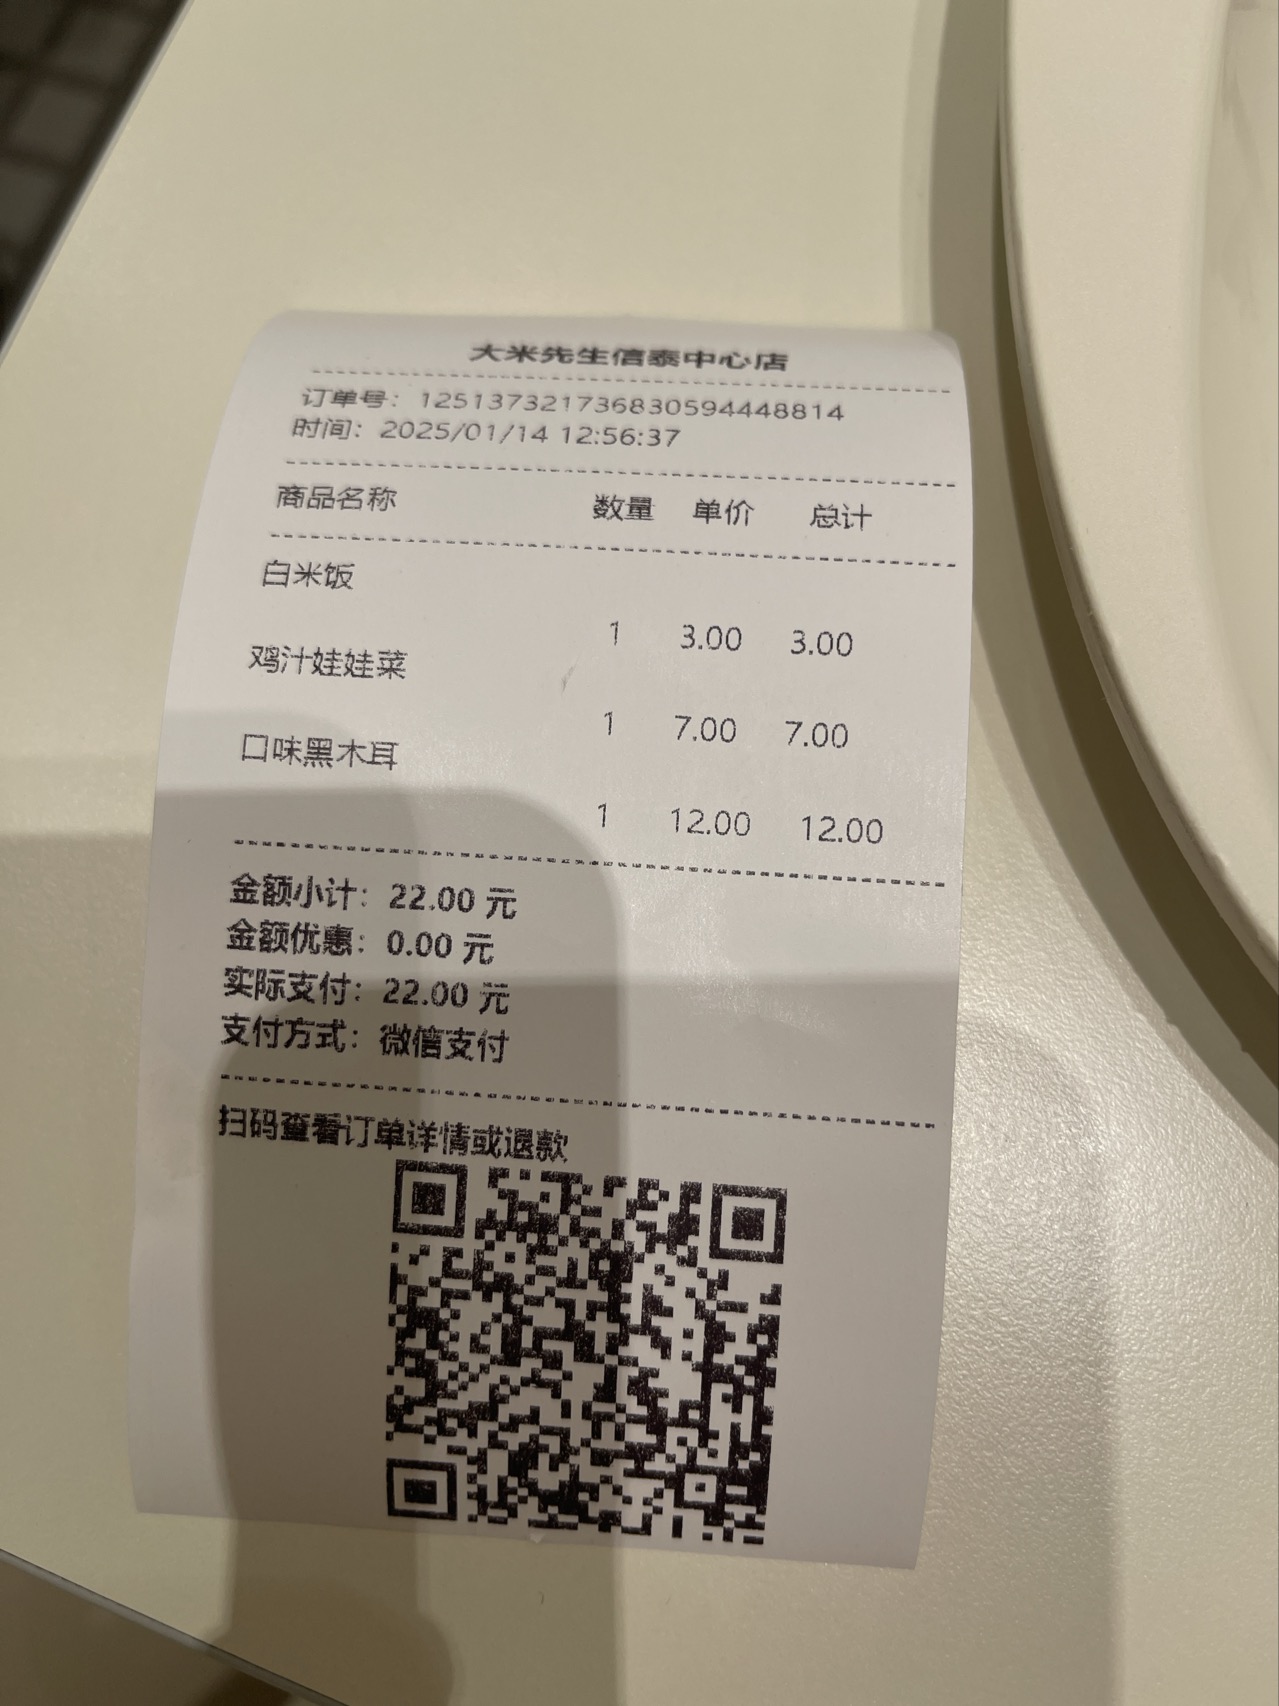 大米先生信泰中心店
订单号：1251373217368305944488​14
时间：2025/01/14 12:56:37
商品名称 数量 单价 总计
白米饭
1 3.00 3.00
鸡汁娃娃菜
1 7.00 7.00
口味黑木耳
1 12.00 12.00
金额小计：22.00 元
金额优惠：0.00 元
实际支付：22.00 元
支付方式：微信支付
扫码查看订单详情或退款